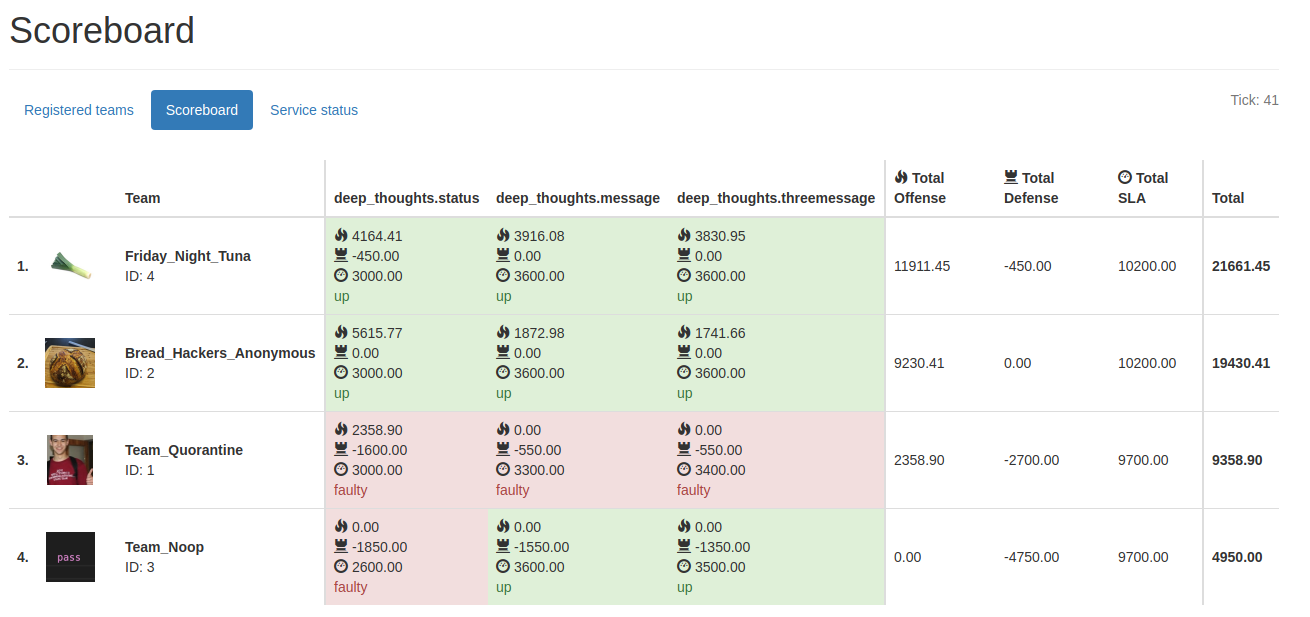 Scoreboard
Registered teams Scoreboard Service status Tick: 41
Team deep_thoughts.status deep_thoughts.message deep_thoughts.threemessage Total Offense Total Defense Total SLA Total
1. Friday_Night_Tuna
ID: 4
4164.41
-450.00
3000.00
up
3916.08
0.00
3600.00
up
3830.95
0.00
3600.00
up
11911.45 -450.00 10200.00 21661.45
2. Bread_Hackers_Anonymous
ID: 2
5615.77
0.00
3000.00
up
1872.98
0.00
3600.00
up
1741.66
0.00
3600.00
up
9230.41 0.00 10200.00 19430.41
3. Team_Quorantine
ID: 1
2358.90
-1600.00
3000.00
faulty
0.00
-550.00
3300.00
faulty
0.00
-550.00
3400.00
faulty
2358.90 -2700.00 9700.00 9358.90
4. pass Team_Noop
ID: 3
0.00
-1850.00
2600.00
faulty
0.00
-1550.00
3600.00
up
0.00
-1350.00
3500.00
up
0.00 -4750.00 9700.00 4950.00